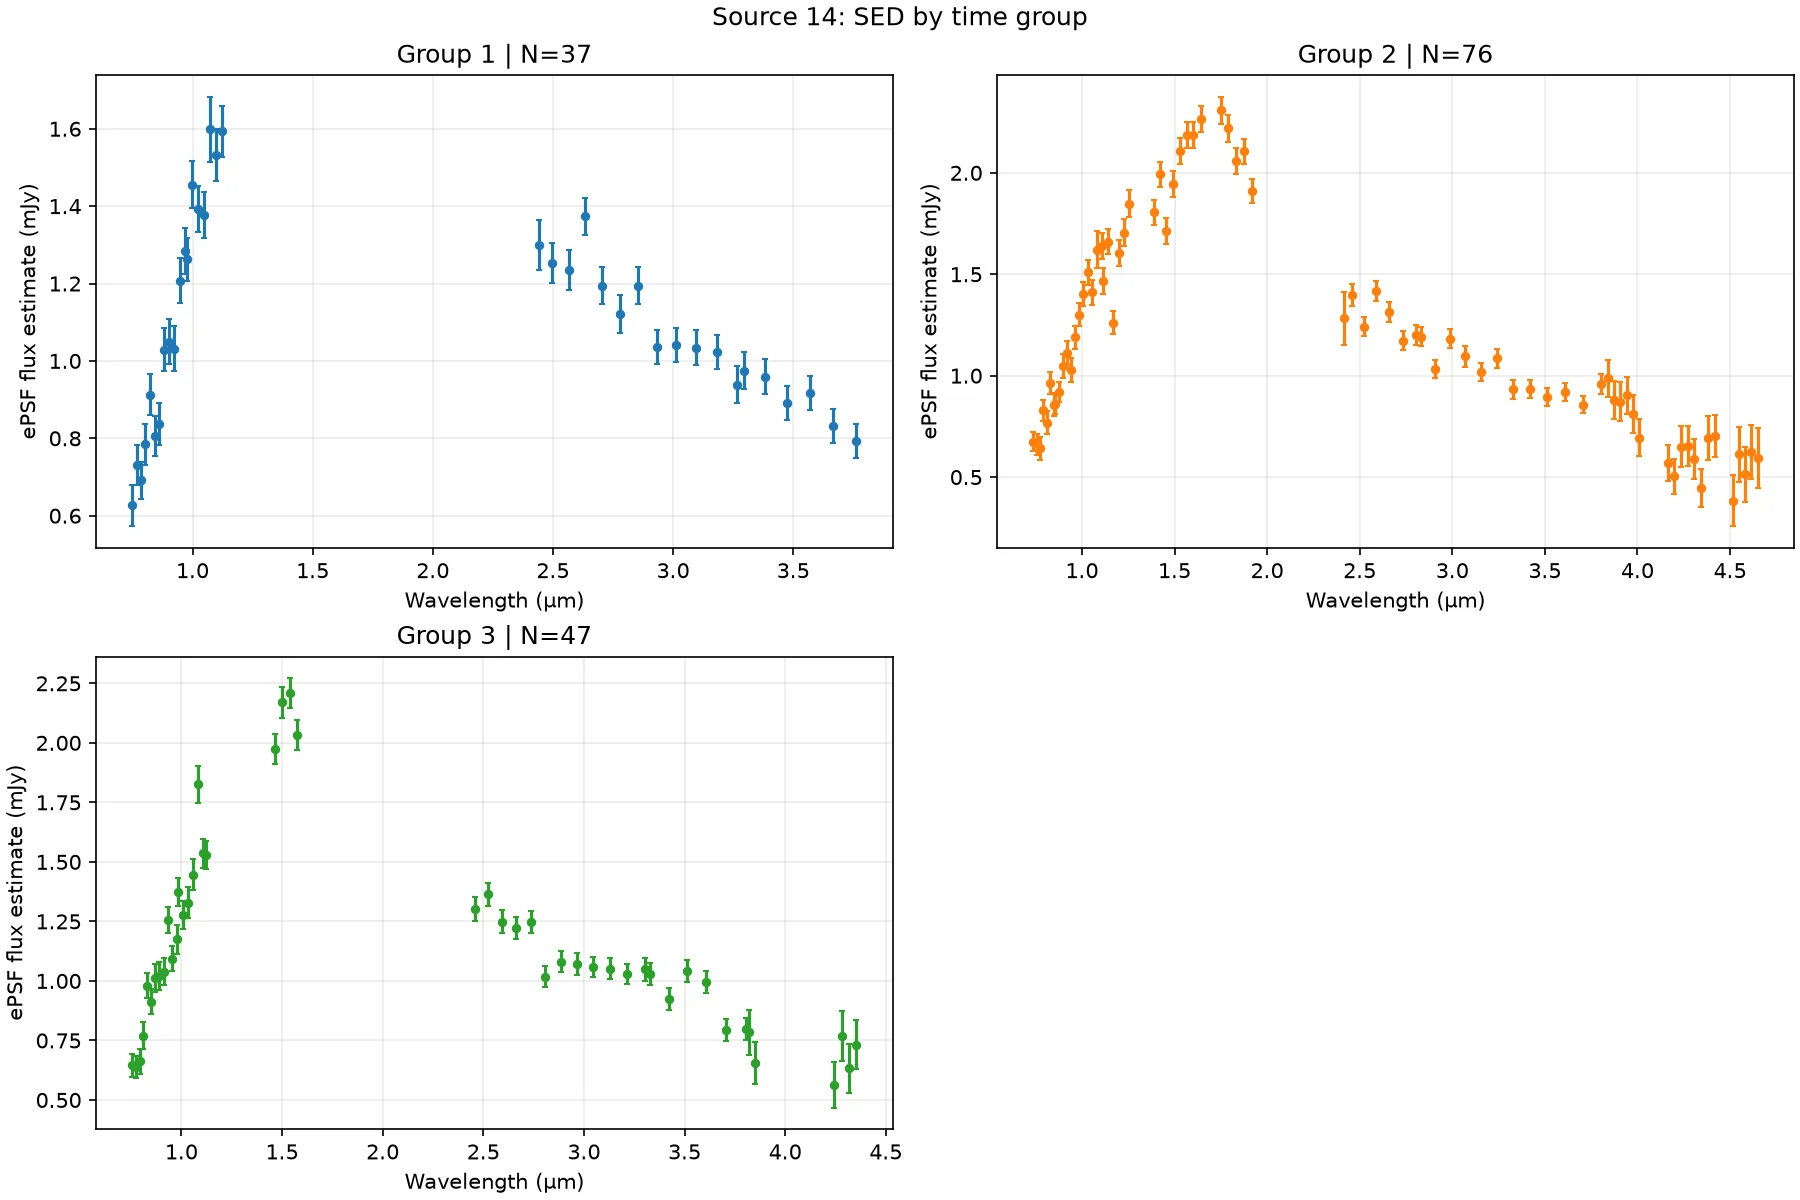 Source 14: SED by time group
Group 1 | N=37
ePSF flux estimate (mJy)
1.6
1.4
1.2
1.0
0.8
0.6
1.0 1.5 2.0 2.5 3.0 3.5
Wavelength (μm)
Group 2 | N=76
ePSF flux estimate (mJy)
2.0
1.5
1.0
0.5
1.0 1.5 2.0 2.5 3.0 3.5 4.0 4.5
Wavelength (μm)
Group 3 | N=47
ePSF flux estimate (mJy)
2.25
2.00
1.75
1.50
1.25
1.00
0.75
0.50
1.0 1.5 2.0 2.5 3.0 3.5 4.0 4.5
Wavelength (μm)